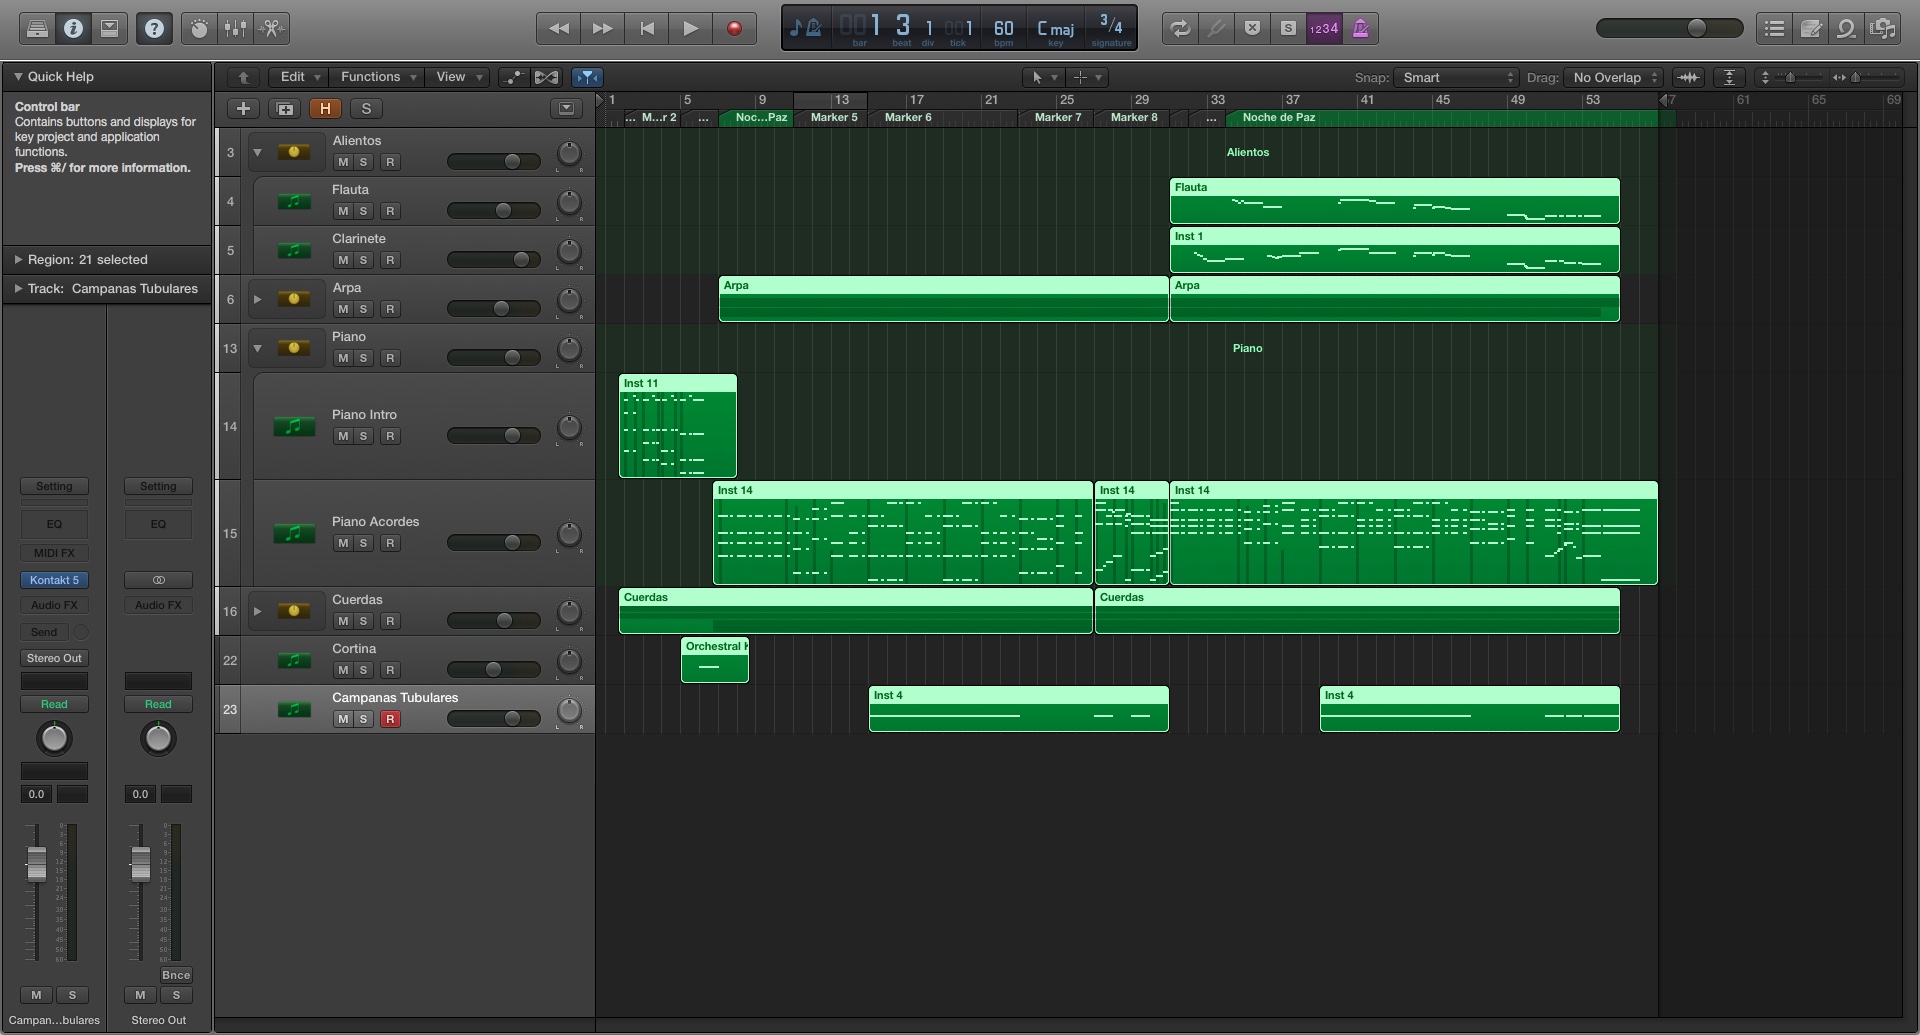 1 3 1 1 60 C maj 3/4
bar beat div tick bpm key signature
S 1234
Quick Help
Edit Functions View
Snap: Smart Drag: No Overlap
Control bar
Contains buttons and displays for
key project and application
functions.
Press ⌘/ for more information.
Region: 21 selected
Track: Campanas Tubulares
H S
1 5 9 13 17 21 25 29 33 37 41 45 49 53 57 61 65 69
... M...r 2 ... Noc...Paz Marker 5 Marker 6 Marker 7 Marker 8 ... Noche de Paz
3 Alientos
M S R
Alientos
4 Flauta
M S R
Flauta
5 Clarinete
M S R
Inst 1
6 Arpa
M S R
Arpa Arpa
13 Piano
M S R
Piano
14 Piano Intro
M S R
Inst 11
15 Piano Acordes
M S R
Inst 14 Inst 14 Inst 14
16 Cuerdas
M S R
Cuerdas Cuerdas
22 Cortina
M S R
Orchestral
23 Campanas Tubulares
M S R
Inst 4 Inst 4
Setting Setting
EQ EQ
MIDI FX
Kontakt 5
Audio FX Audio FX
Send
Stereo Out
Read Read
0.0 0.0
Bnce
M S M S
Campan...bulares Stereo Out